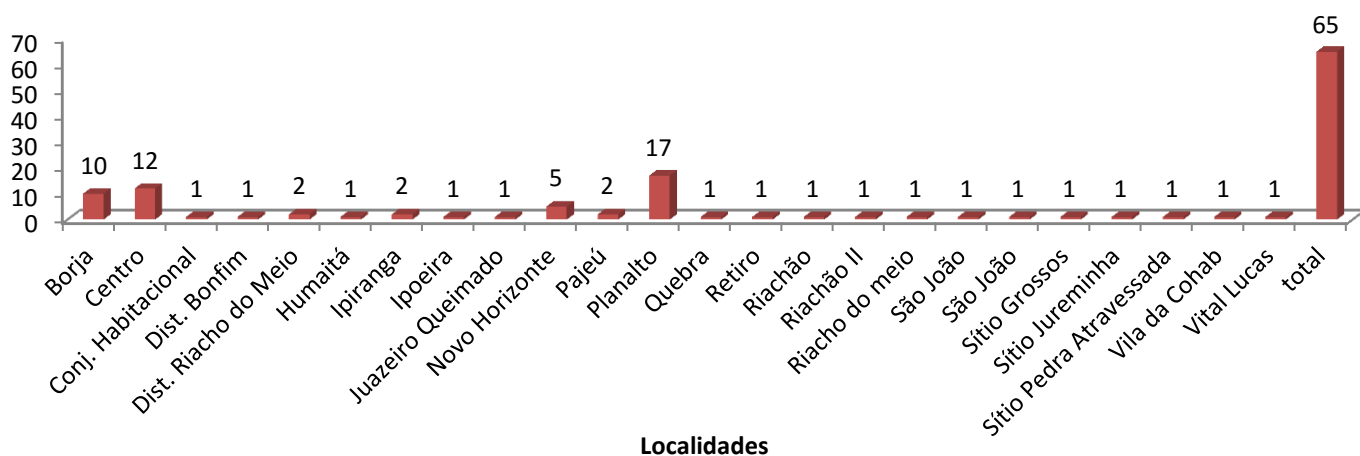 70
60
50
40
30
20
10
0
10
12
1
1
2
1
2
1
1
5
2
17
1
1
1
1
1
1
1
1
1
1
1
1
65
Borja
Centro
Conj. Habitacional
Dist. Bonfim
Dist. Riacho do Meio
Humaitá
Ipiranga
Ipoeira
Juazeiro Queimado
Novo Horizonte
Pajeú
Planalto
Quebra
Retiro
Riachão
Riachão II
Riacho do meio
São João
São João
Sítio Grossos
Sítio Jureminha
Sítio Pedra Atravessada
Vila da Cohab
Vital Lucas
total
Localidades